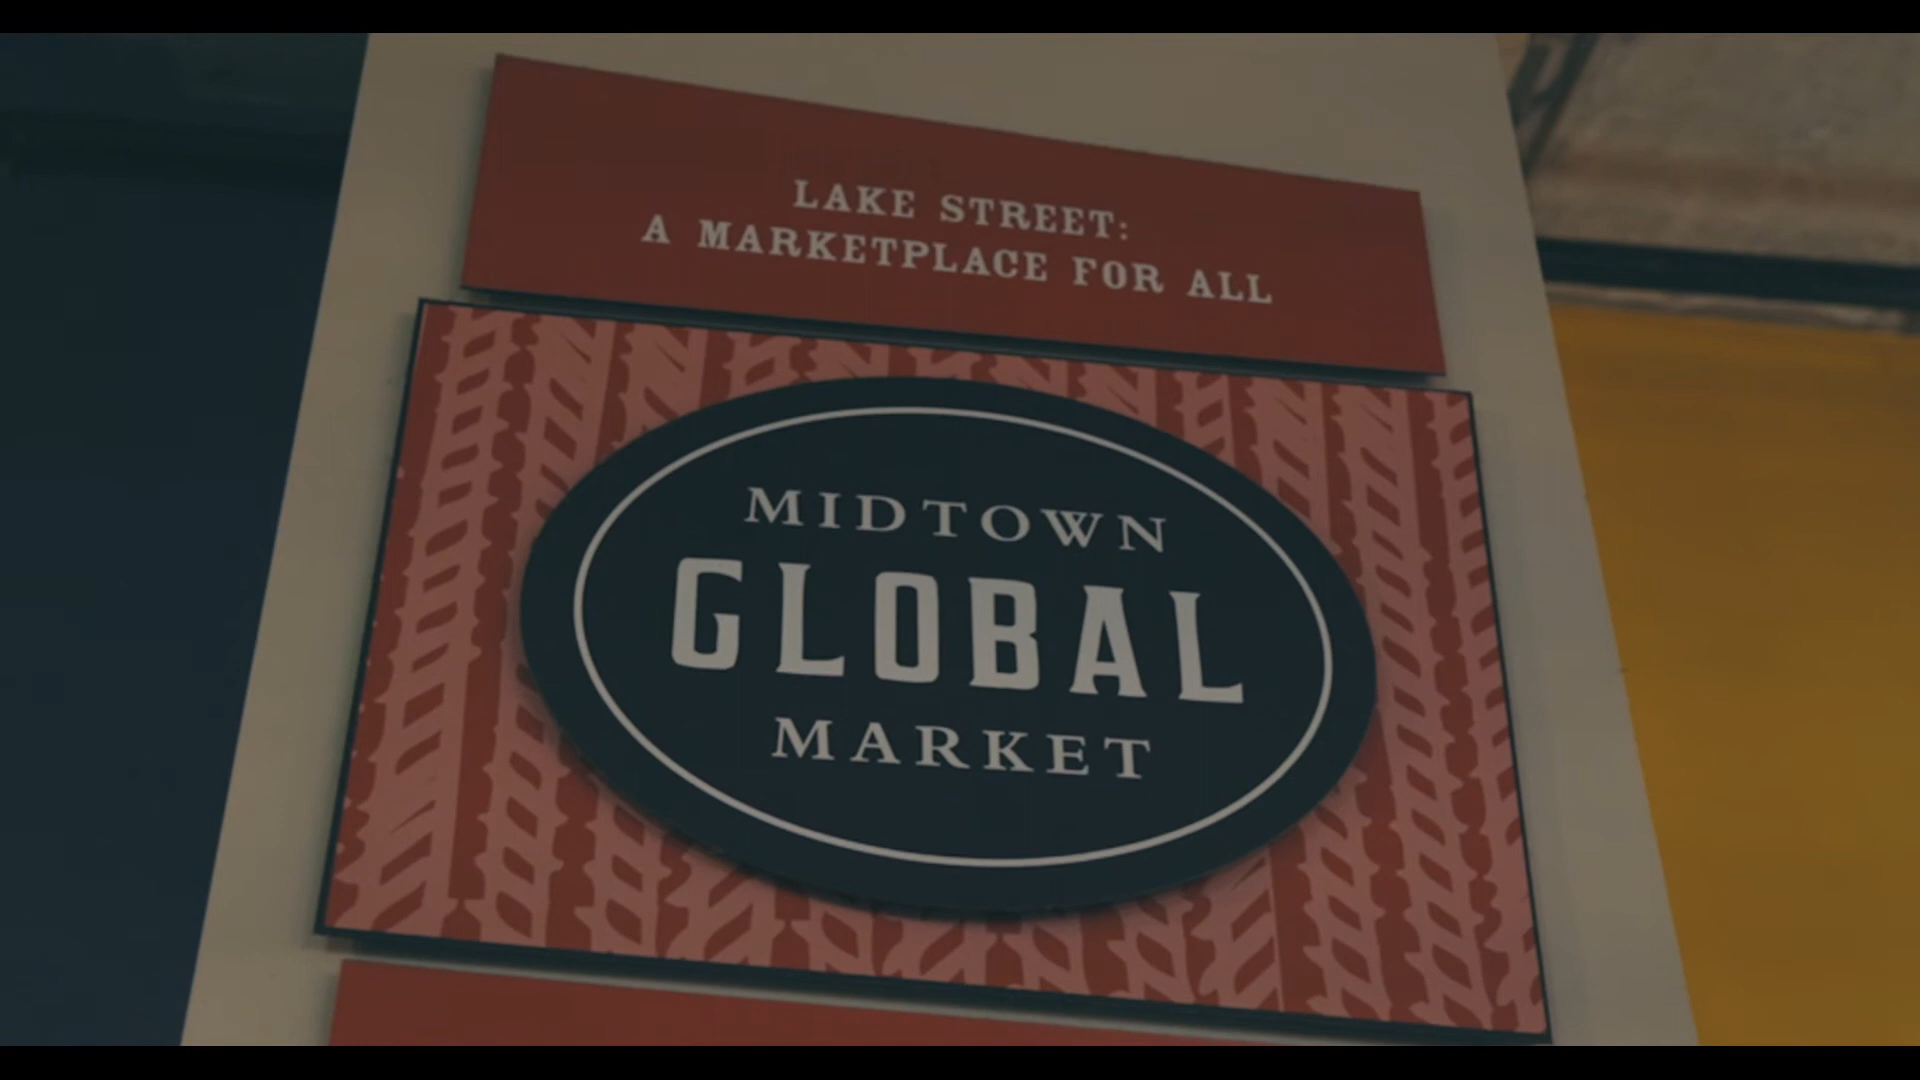 LAKE STREET:
A MARKETPLACE FOR ALL
MIDTOWN
GLOBAL
MARKET